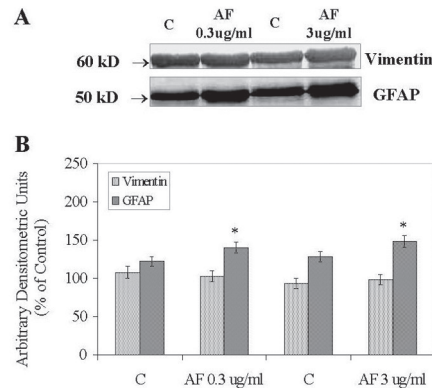 A
C AF 0.3ug/ml C AF 3ug/ml
60 kD → Vimentin
50 kD → GFAP
B
Arbitrary Densitometric Units
(% of Control)
250
200
150
100
50
0
Vimentin
GFAP
*
*
C AF 0.3 ug/ml C AF 3 ug/ml